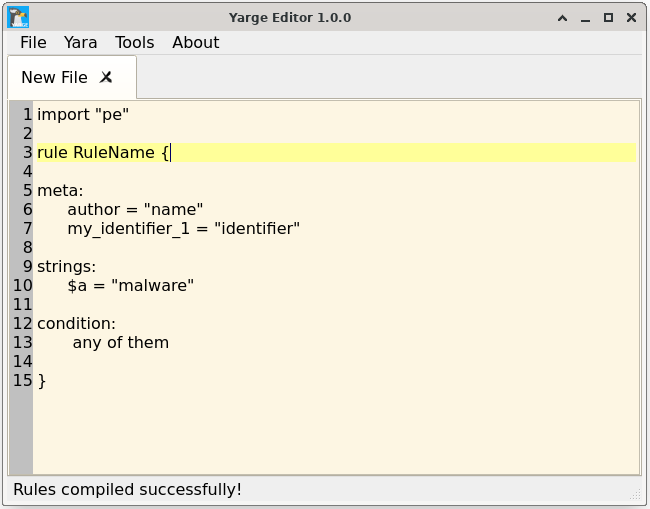 Yarge Editor 1.0.0
File Yara Tools About
New File
1 import "pe"
2
3 rule RuleName {
4
5 meta:
6 author = "name"
7 my_identifier_1 = "identifier"
8
9 strings:
10 $a = "malware"
11
12 condition:
13 any of them
14
15 }
Rules compiled successfully!